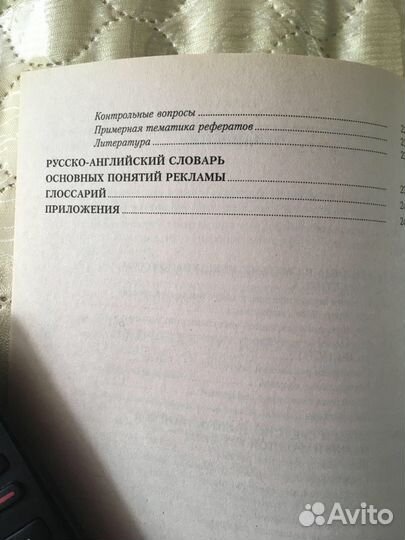 Контрольные вопросы
Примерная тематика рефератов
Литература
РУССКО-АНГЛИЙСКИЙ СЛОВАРЬ
ОСНОВНЫХ ПОНЯТИЙ РЕКЛАМЫ
ГЛОССАРИЙ
ПРИЛОЖЕНИЯ
Avito